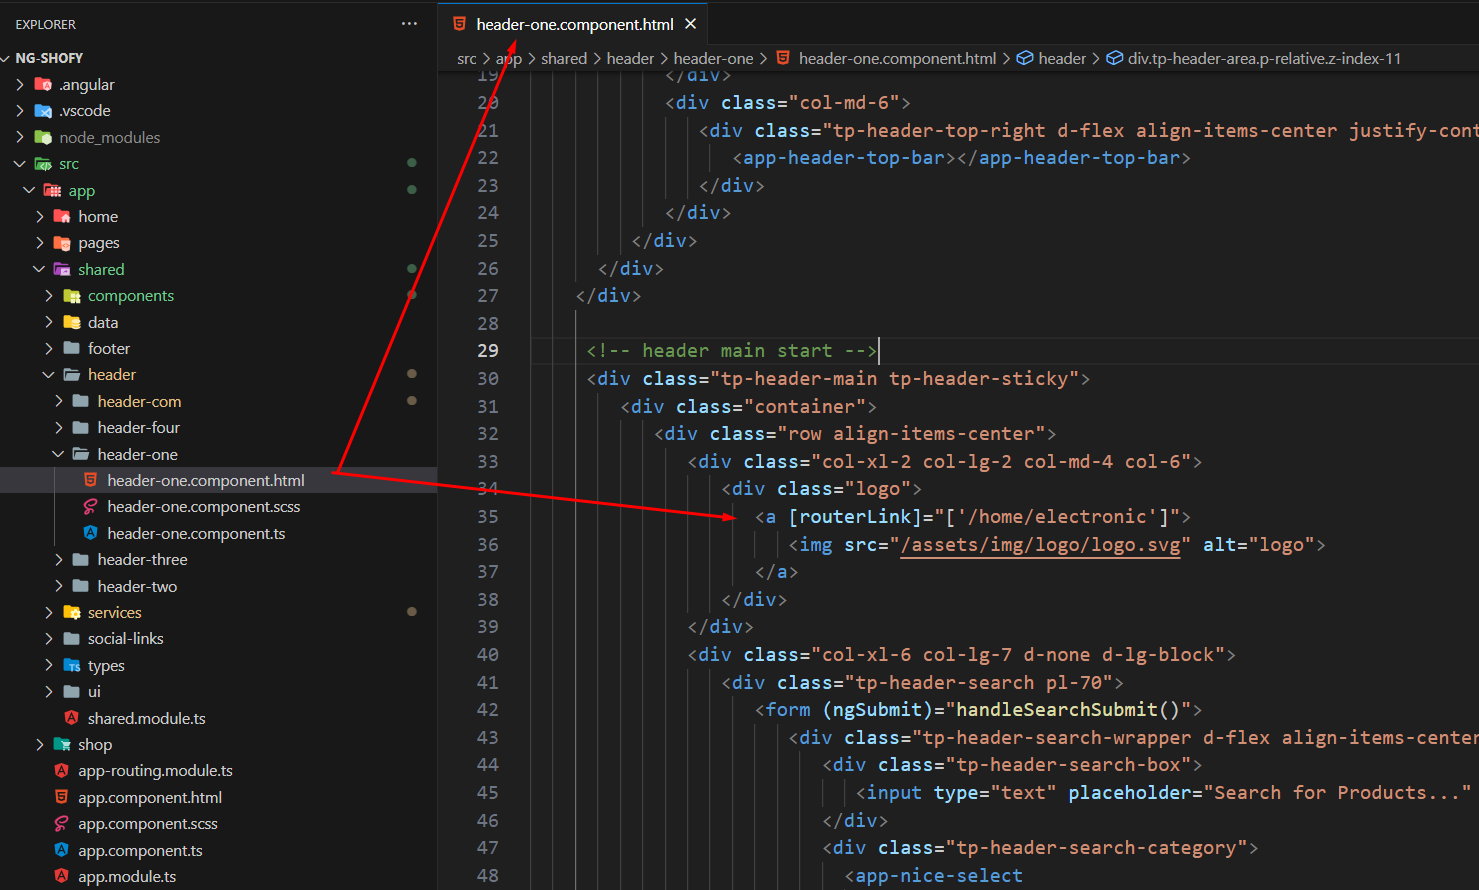 EXPLORER
...
NG-SHOFY
.angular
.vscode
node_modules
src
app
home
pages
shared
components
data
footer
header
header-com
header-four
header-one
header-one.component.html
header-one.component.scss
header-one.component.ts
header-three
header-two
services
social-links
types
ui
shared.module.ts
shop
app-routing.module.ts
app.component.html
app.component.scss
app.component.ts
app.module.ts
header-one.component.html
src > app > shared > header > header-one > header-one.component.html > header > div.tp-header-area.p-relative.z-index-11
19 </div>
20 <div class="col-md-6">
21 <div class="tp-header-top-right d-flex align-items-center justify-cont
22 <app-header-top-bar></app-header-top-bar>
23 </div>
24 </div>
25 </div>
26 </div>
27 </div>
28
29 <!-- header main start -->
30 <div class="tp-header-main tp-header-sticky">
31 <div class="container">
32 <div class="row align-items-center">
33 <div class="col-xl-2 col-lg-2 col-md-4 col-6">
34 <div class="logo">
35 <a [routerLink]="['/home/electronic']">
36 <img src="/assets/img/logo/logo.svg" alt="logo">
37 </a>
38 </div>
39 </div>
40 <div class="col-xl-6 col-lg-7 d-none d-lg-block">
41 <div class="tp-header-search pl-70">
42 <form (ngSubmit)="handleSearchSubmit()">
43 <div class="tp-header-search-wrapper d-flex align-items-center
44 <div class="tp-header-search-box">
45 <input type="text" placeholder="Search for Products..."
46 </div>
47 <div class="tp-header-search-category">
48 <app-nice-select